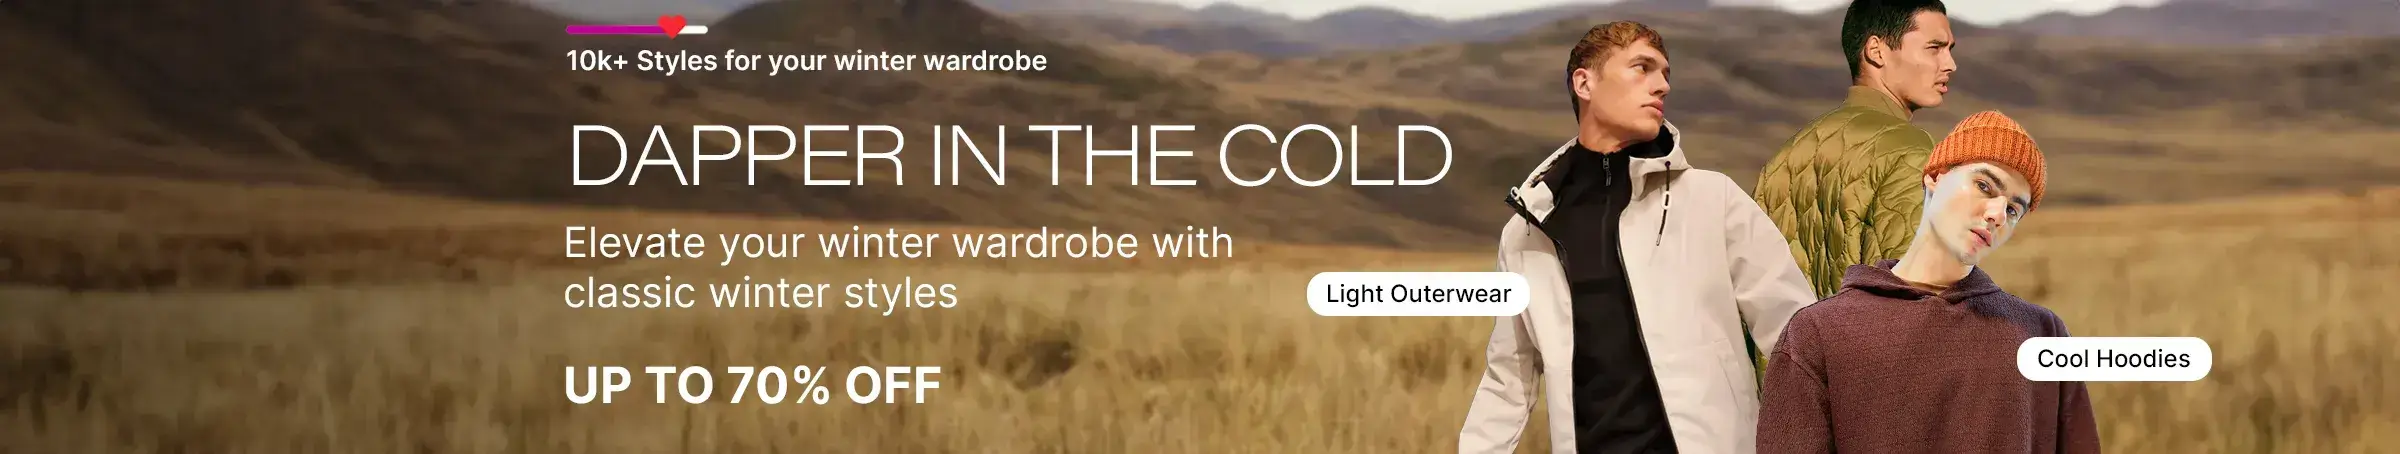 10k+ Styles for your winter wardrobe
DAPPER IN THE COLD
Elevate your winter wardrobe with
classic winter styles
UP TO 70% OFF
Light Outerwear
Cool Hoodies